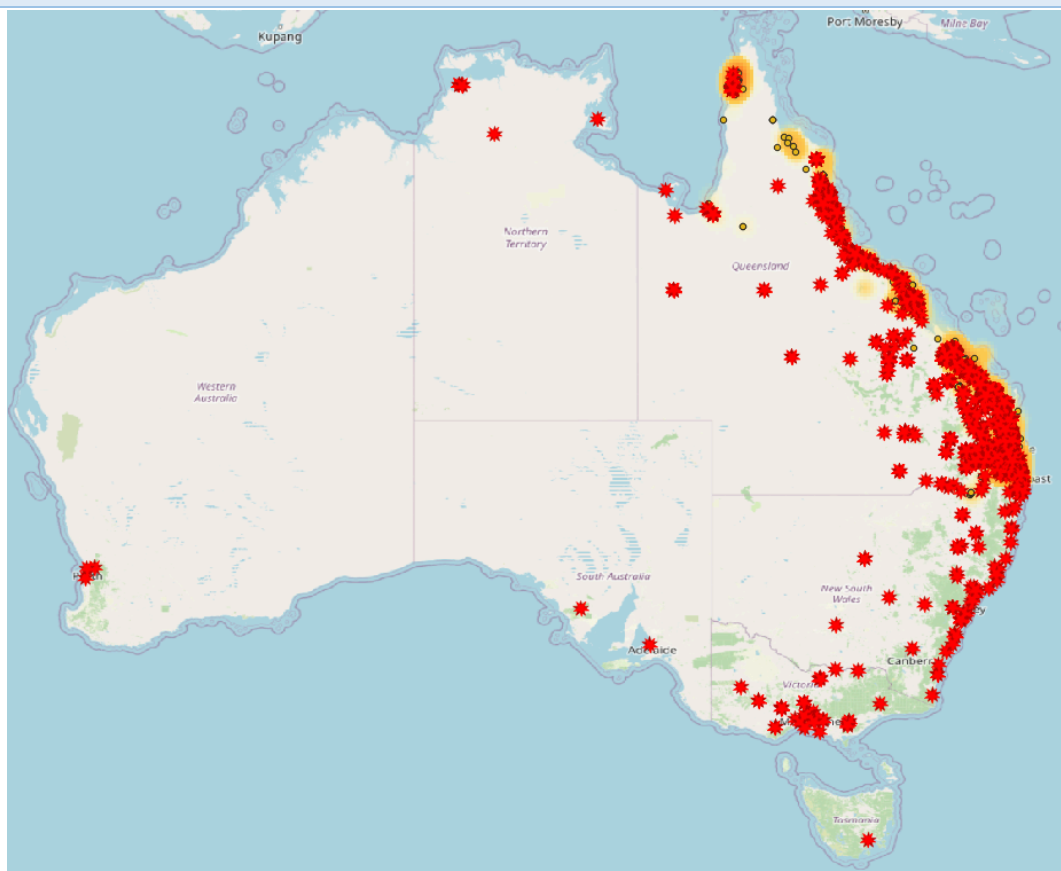 Port Moresby
Milne Bay
Kupang
Northern
Territory
Queensland
Western
Australia
South Australia
New South
Wales
Adelaide
Canberra
Victoria
Tasmania